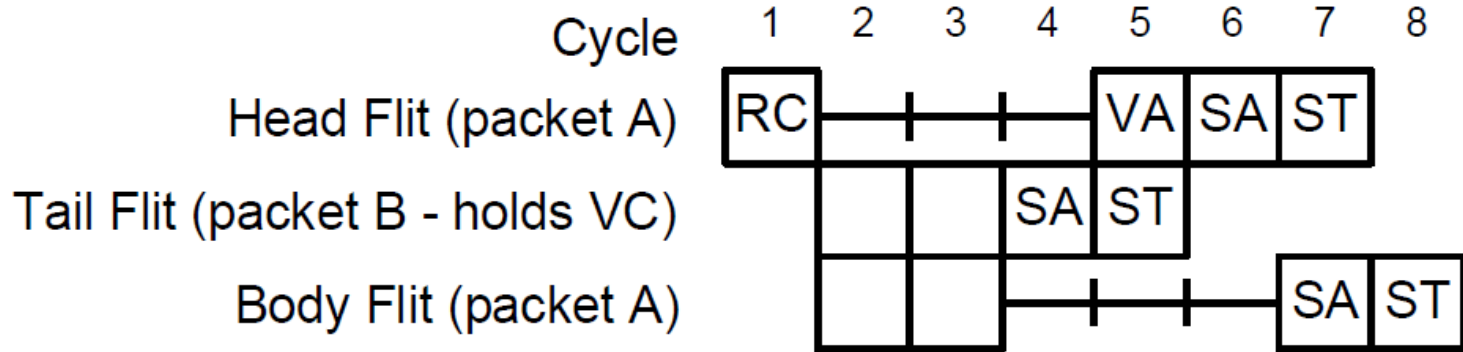 Cycle 1 2 3 4 5 6 7 8
Head Flit (packet A) RC VA SA ST
Tail Flit (packet B - holds VC) SA ST
Body Flit (packet A) SA ST